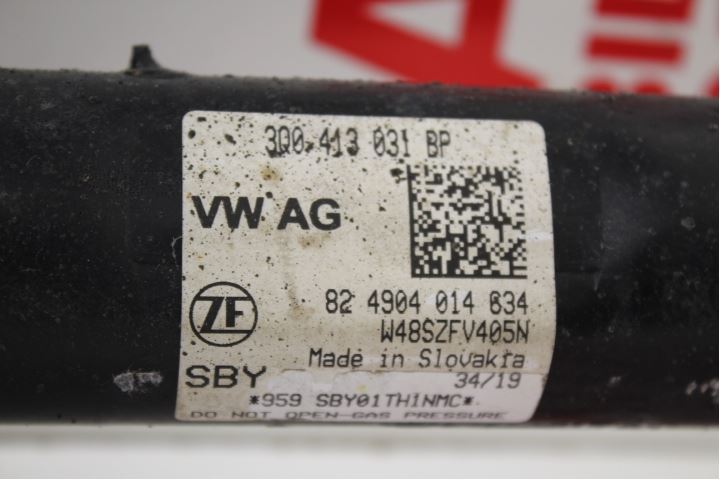 3Q0 413 031 BP
VW AG
ZF
82 4904 014 634
W48SZFV405N
Made in Slovakia
SBY
34/19
*959 SBY01TH1NMC*
DO NOT OPEN-GAS PRESSURE